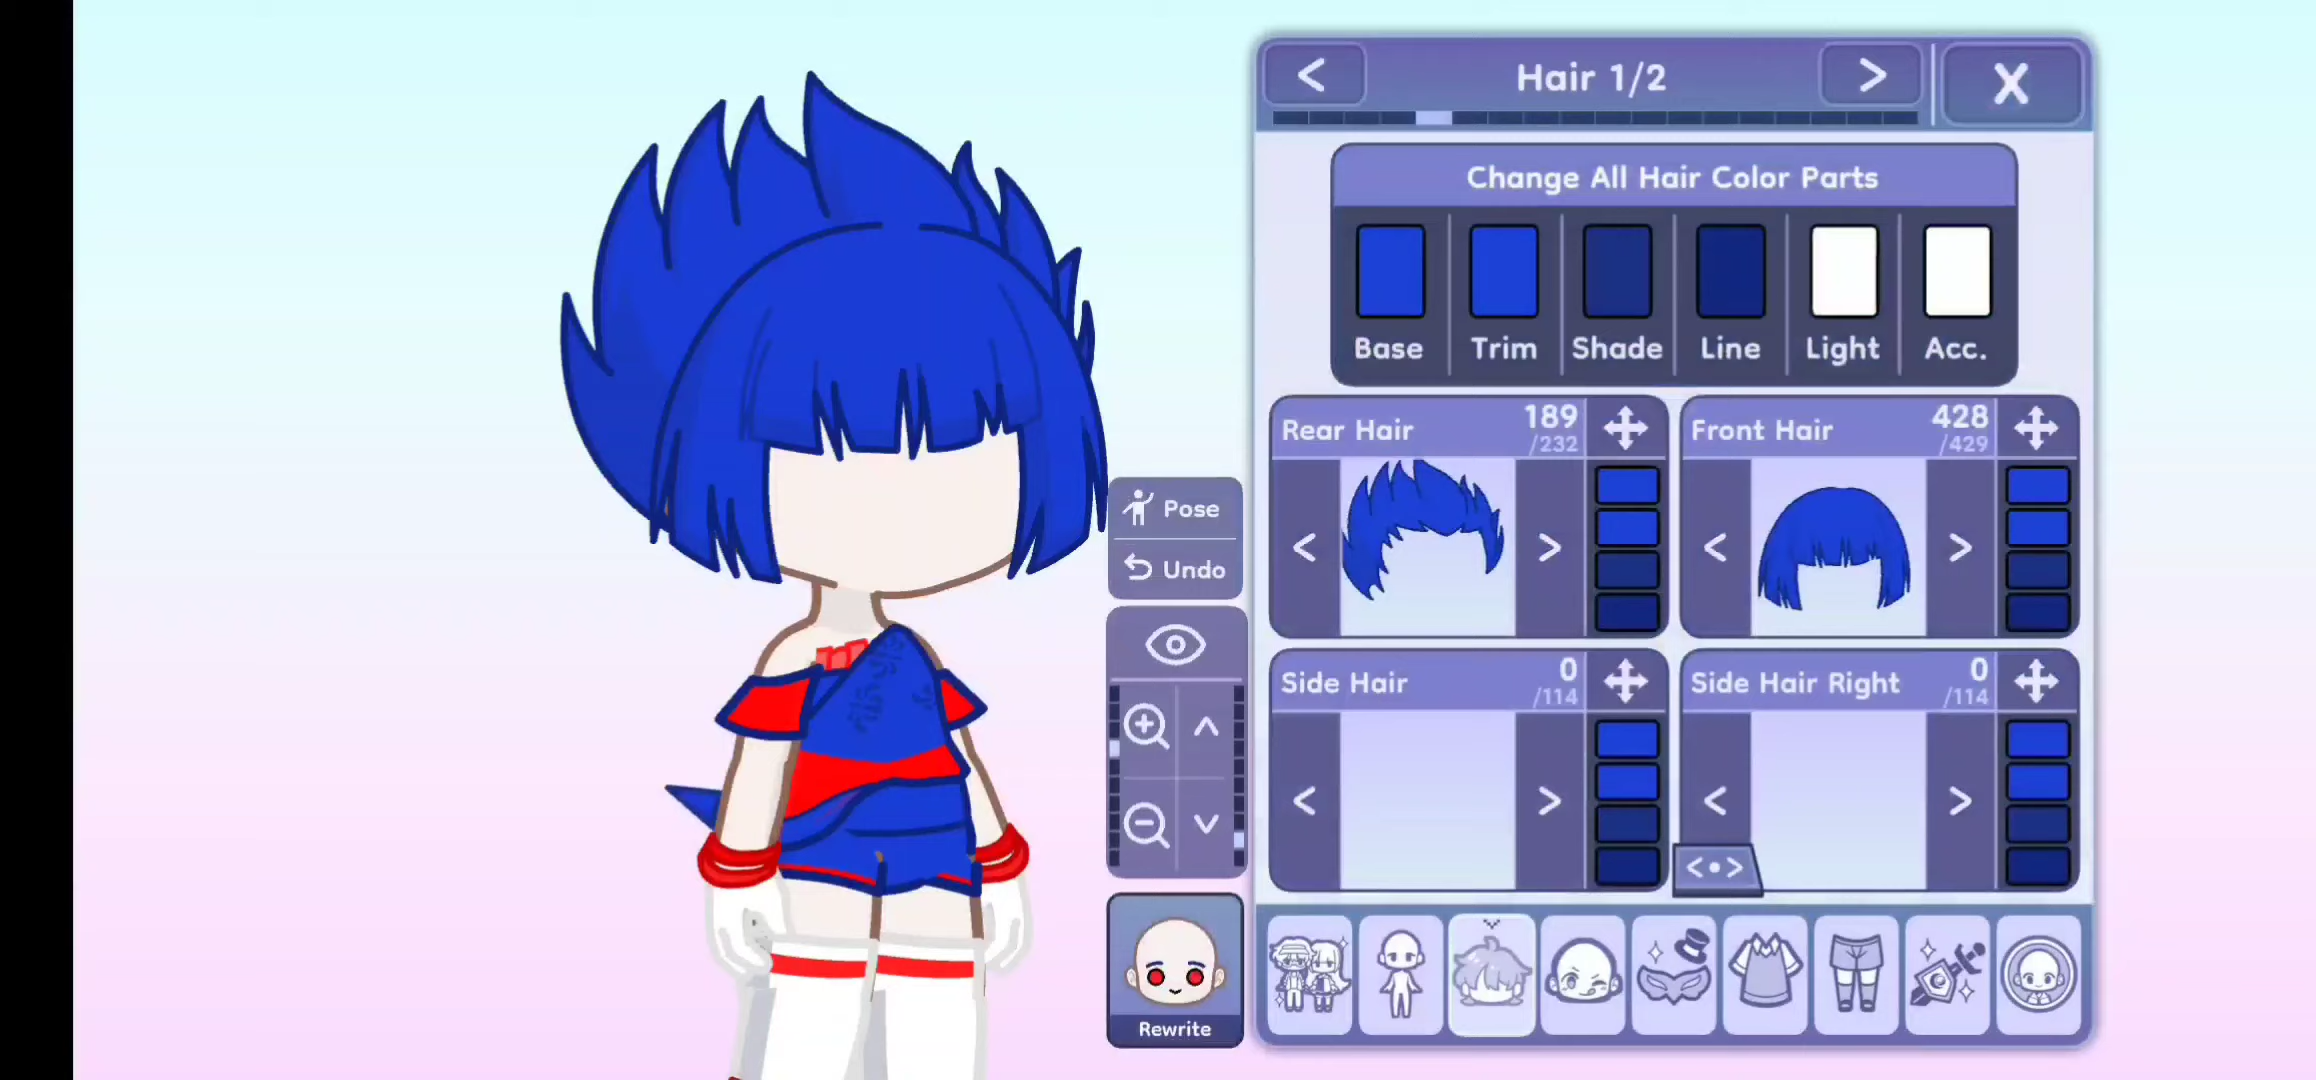 Hair 1/2
X
Change All Hair Color Parts
Base Trim Shade Line Light Acc.
Rear Hair 189 /232
Front Hair 428 /429
Pose
Undo
Side Hair 0 /114
Side Hair Right 0 /114
Rewrite